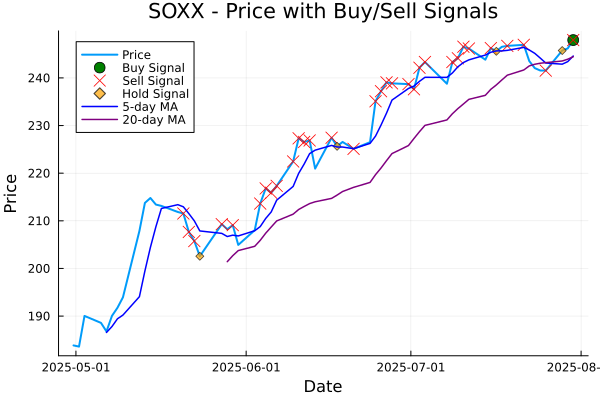 SOXX - Price with Buy/Sell Signals
Price
Buy Signal
Sell Signal
Hold Signal
5-day MA
20-day MA
240
230
220
210
200
190
Price
2025-05-01
2025-06-01
2025-07-01
2025-08-
Date